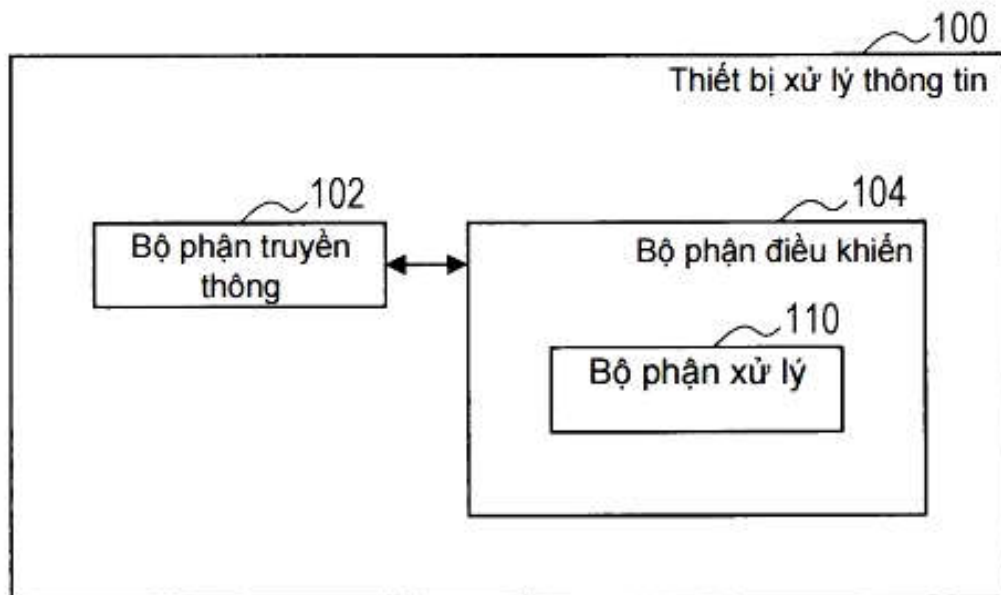 100
Thiết bị xử lý thông tin
102
Bộ phận truyền
thông
104
Bộ phận điều khiến
110
Bộ phận xử lý